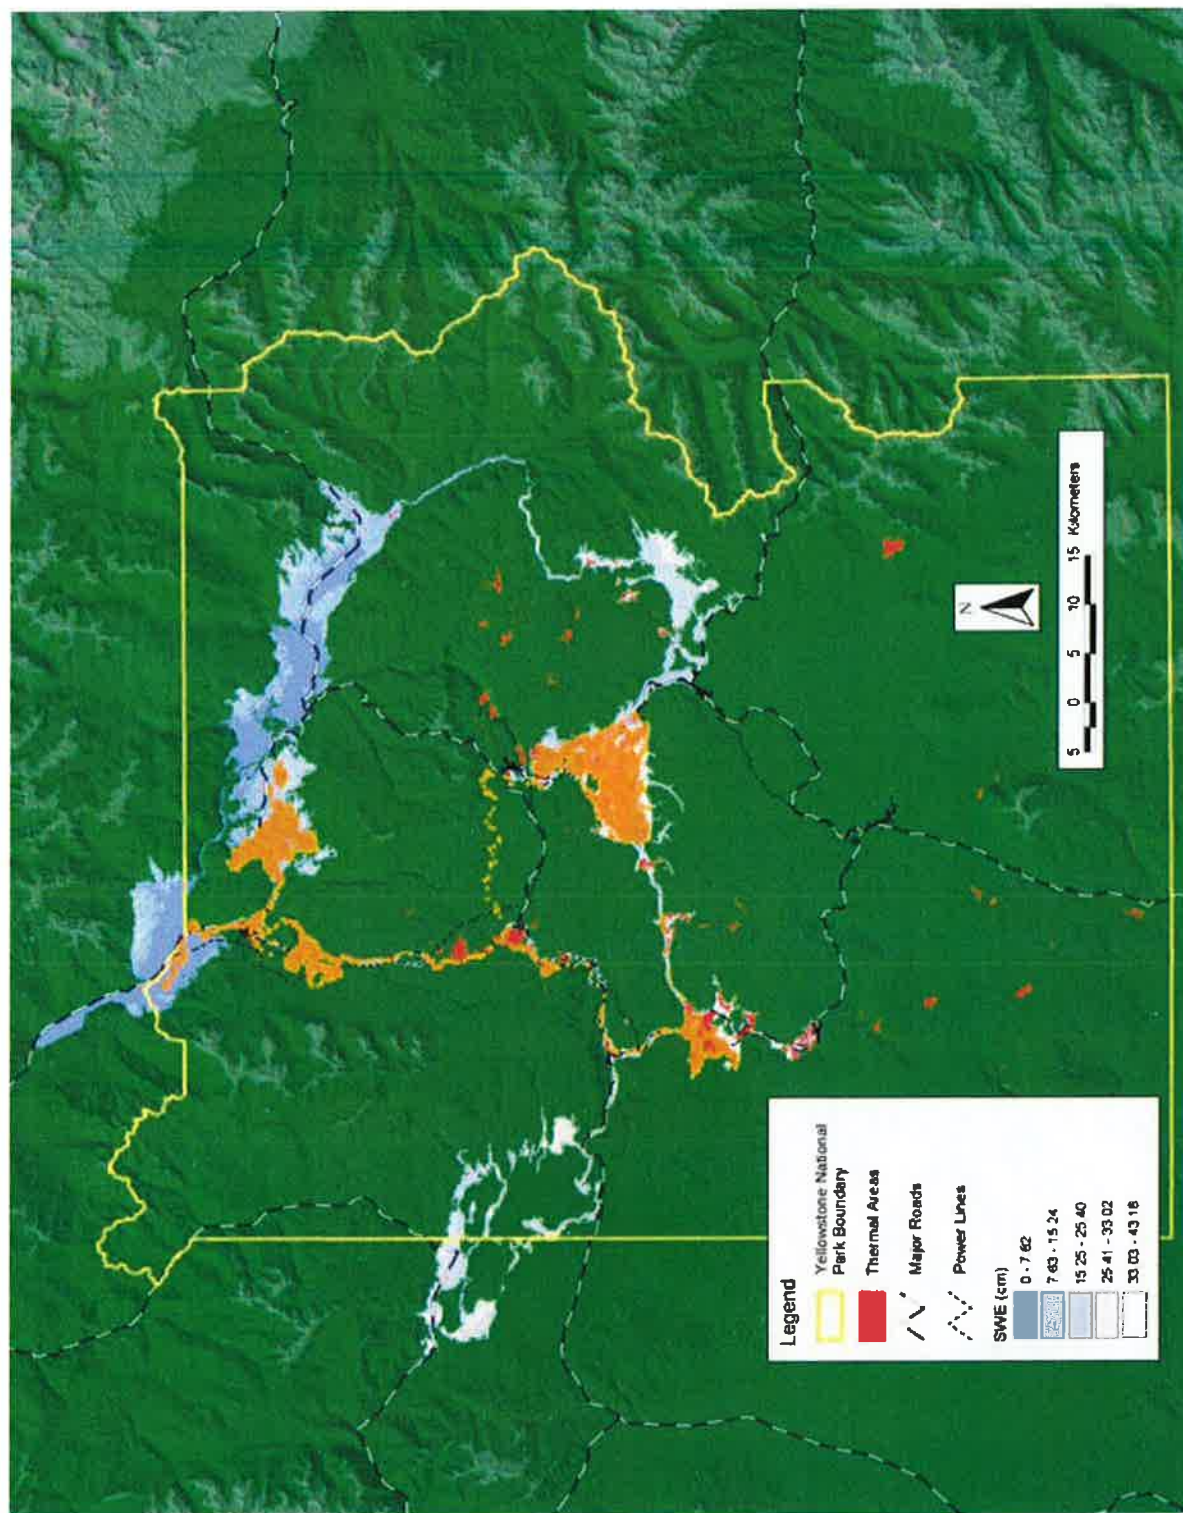 N
5 0 5 10 15 Kilometers
Legend
Yellowstone National
Park Boundary
Thermal Areas
Major Roads
Power Lines
SWE (cm)
0 - 7 62
7 63 - 15 24
15 25 - 25 40
25 41 - 33 02
33 03 - 43 18